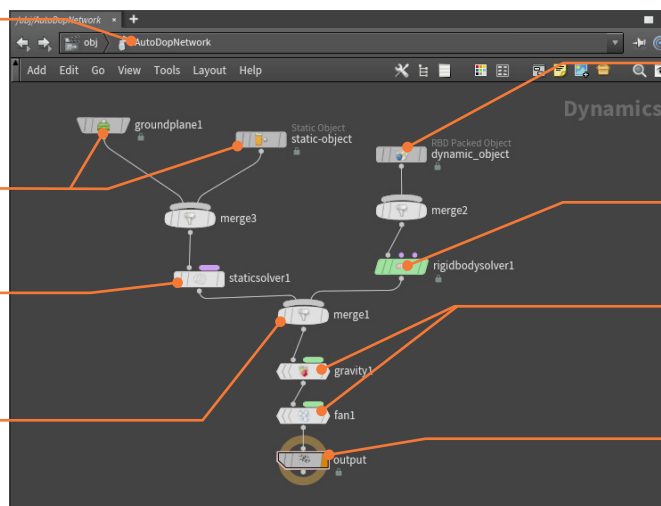 /obj/AutoDopNetwork × +
obj AutoDopNetwork
Add Edit Go View Tools Layout Help
Dynamics
groundplane1
Static Object
static-object
RBD Packed Object
dynamic_object
merge3
merge2
staticsolver1
rigidbodysolver1
merge1
gravity1
fan1
output